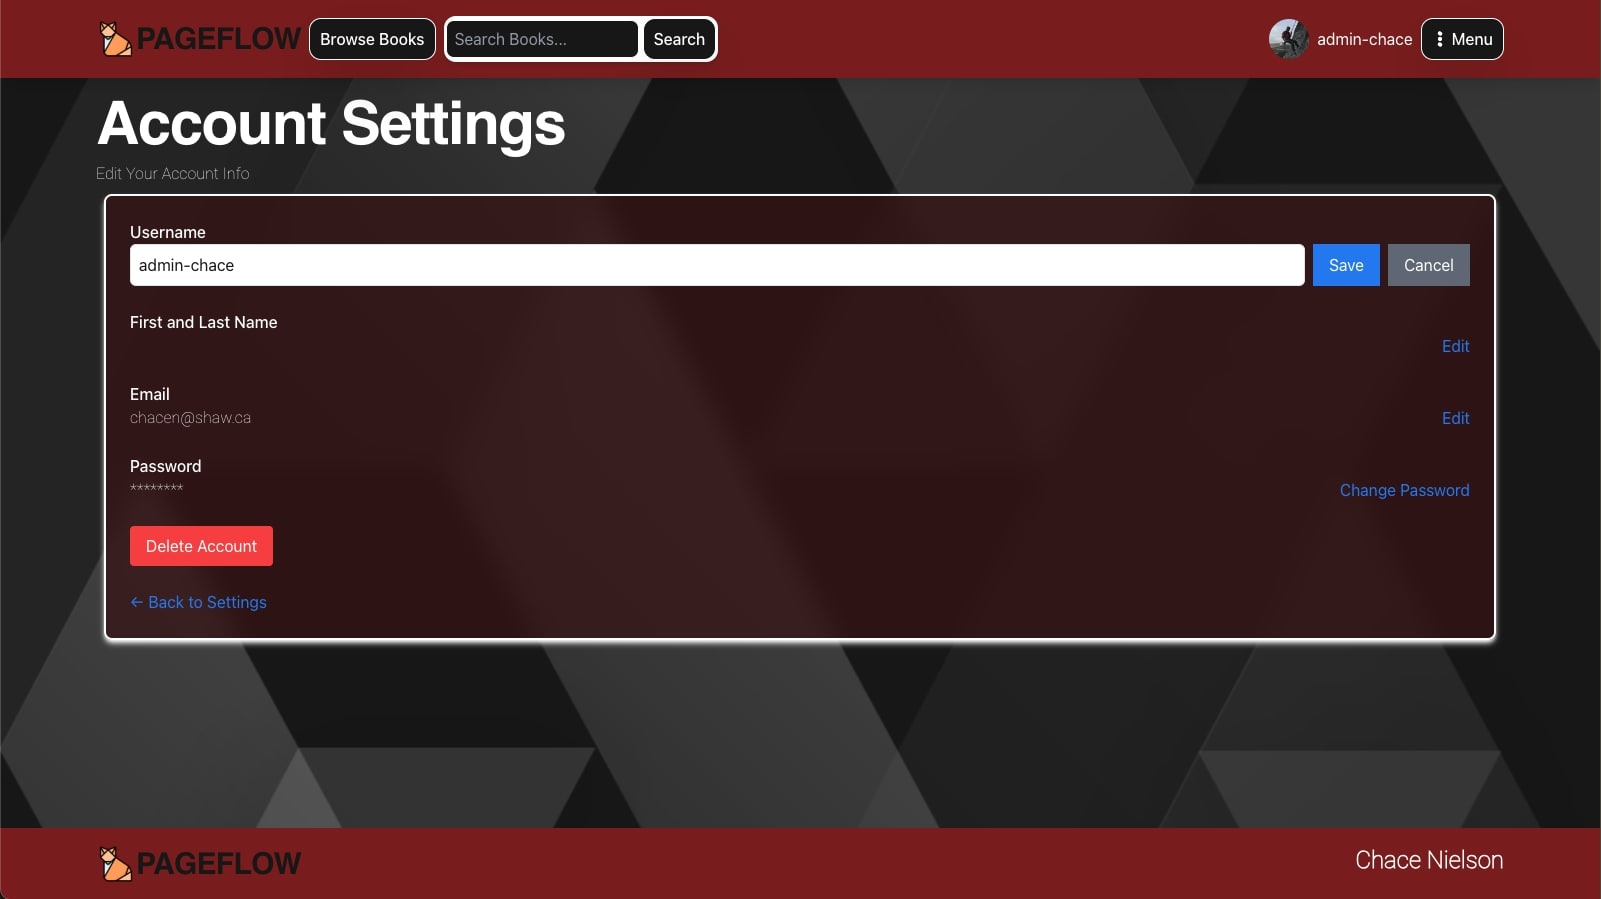 PAGEFLOW Browse Books Search Books... Search admin-chace Menu
Account Settings
Edit Your Account Info
Username
admin-chace Save Cancel
First and Last Name
Edit
Email
chacen@shaw.ca Edit
Password
******** Change Password
Delete Account
← Back to Settings
PAGEFLOW Chace Nielson